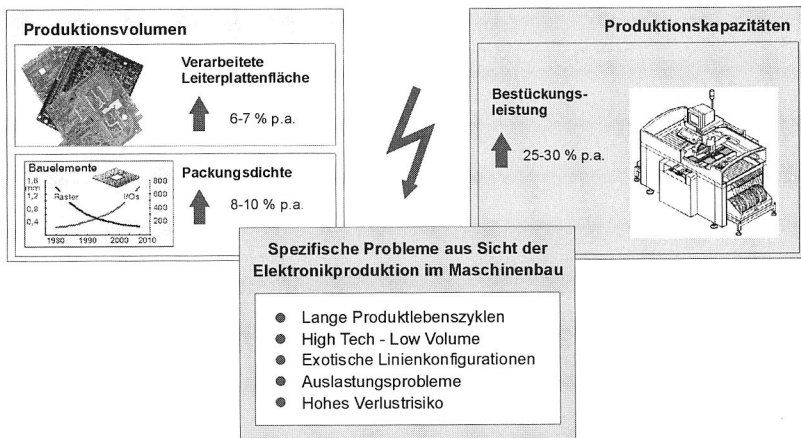 Produktionsvolumen
Verarbeitete
Leiterplattenfläche
6-7 % p.a.
Bauelemente
1,6
mm
1,2
0,8
0,4
Raster
I/Os
800
600
400
200
1980
1990
2000
2010
Packungsdichte
8-10 % p.a.
Produktionskapazitäten
Bestückungs-
leistung
25-30 % p.a.
Spezifische Probleme aus Sicht der
Elektronikproduktion im Maschinenbau
Lange Produktlebenszyklen
High Tech - Low Volume
Exotische Linienkonfigurationen
Auslastungsprobleme
Hohes Verlustrisiko